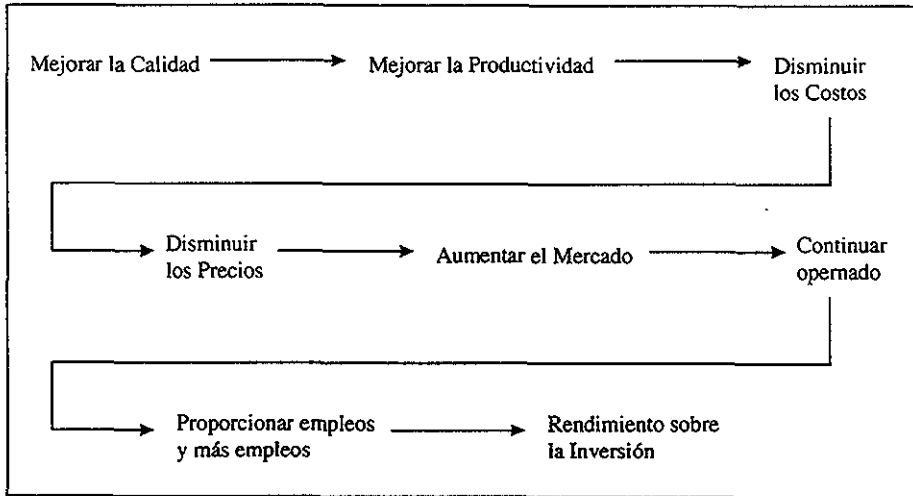 Mejorar la Calidad
Mejorar la Productividad
Disminuir
los Costos
Disminuir
los Precios
Aumentar el Mercado
Continuar
opernado
Proporcionar empleos
y más empleos
Rendimiento sobre
la Inversión